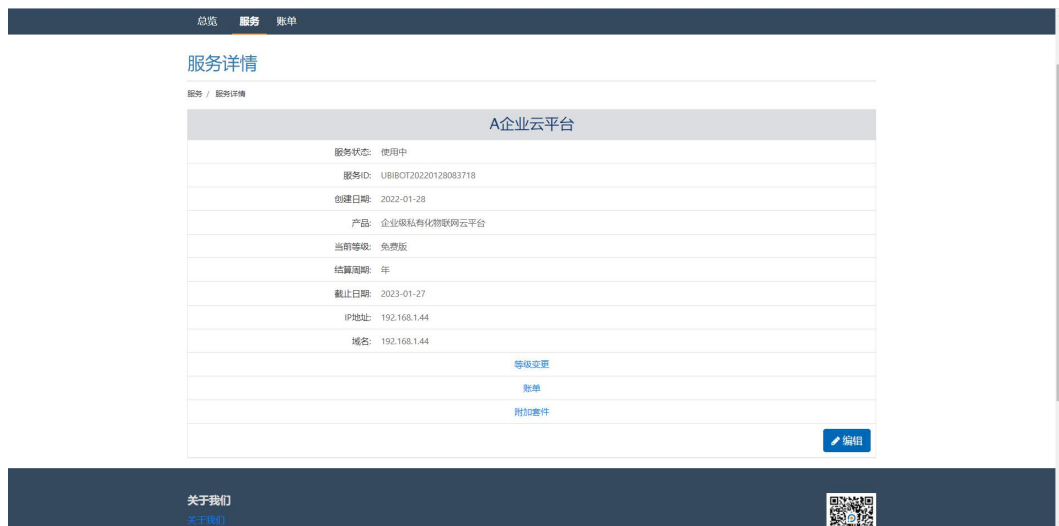 总览 服务 账单
服务详情
服务 / 服务详情
A企业云平台
服务状态: 使用中
服务ID: UBIBOT20220128083718
创建日期: 2022-01-28
产品: 企业级私有化物联网云平台
当前等级: 免费版
结算周期: 年
截止日期: 2023-01-27
IP地址: 192.168.1.44
域名: 192.168.1.44
等级变更
账单
附加套件
编辑
关于我们
关于我们